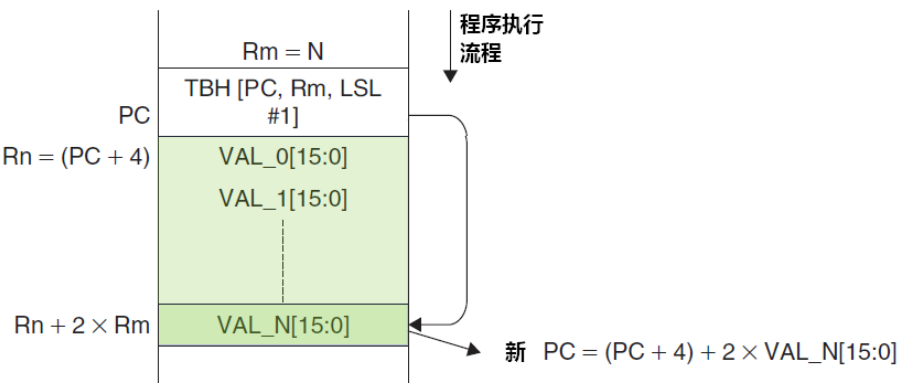 程序执行
流程
Rm = N
TBH [PC, Rm, LSL
#1]
PC
Rn = (PC + 4)
VAL_0[15:0]
VAL_1[15:0]
Rn + 2 × Rm
VAL_N[15:0]
新 PC = (PC + 4) + 2 × VAL_N[15:0]